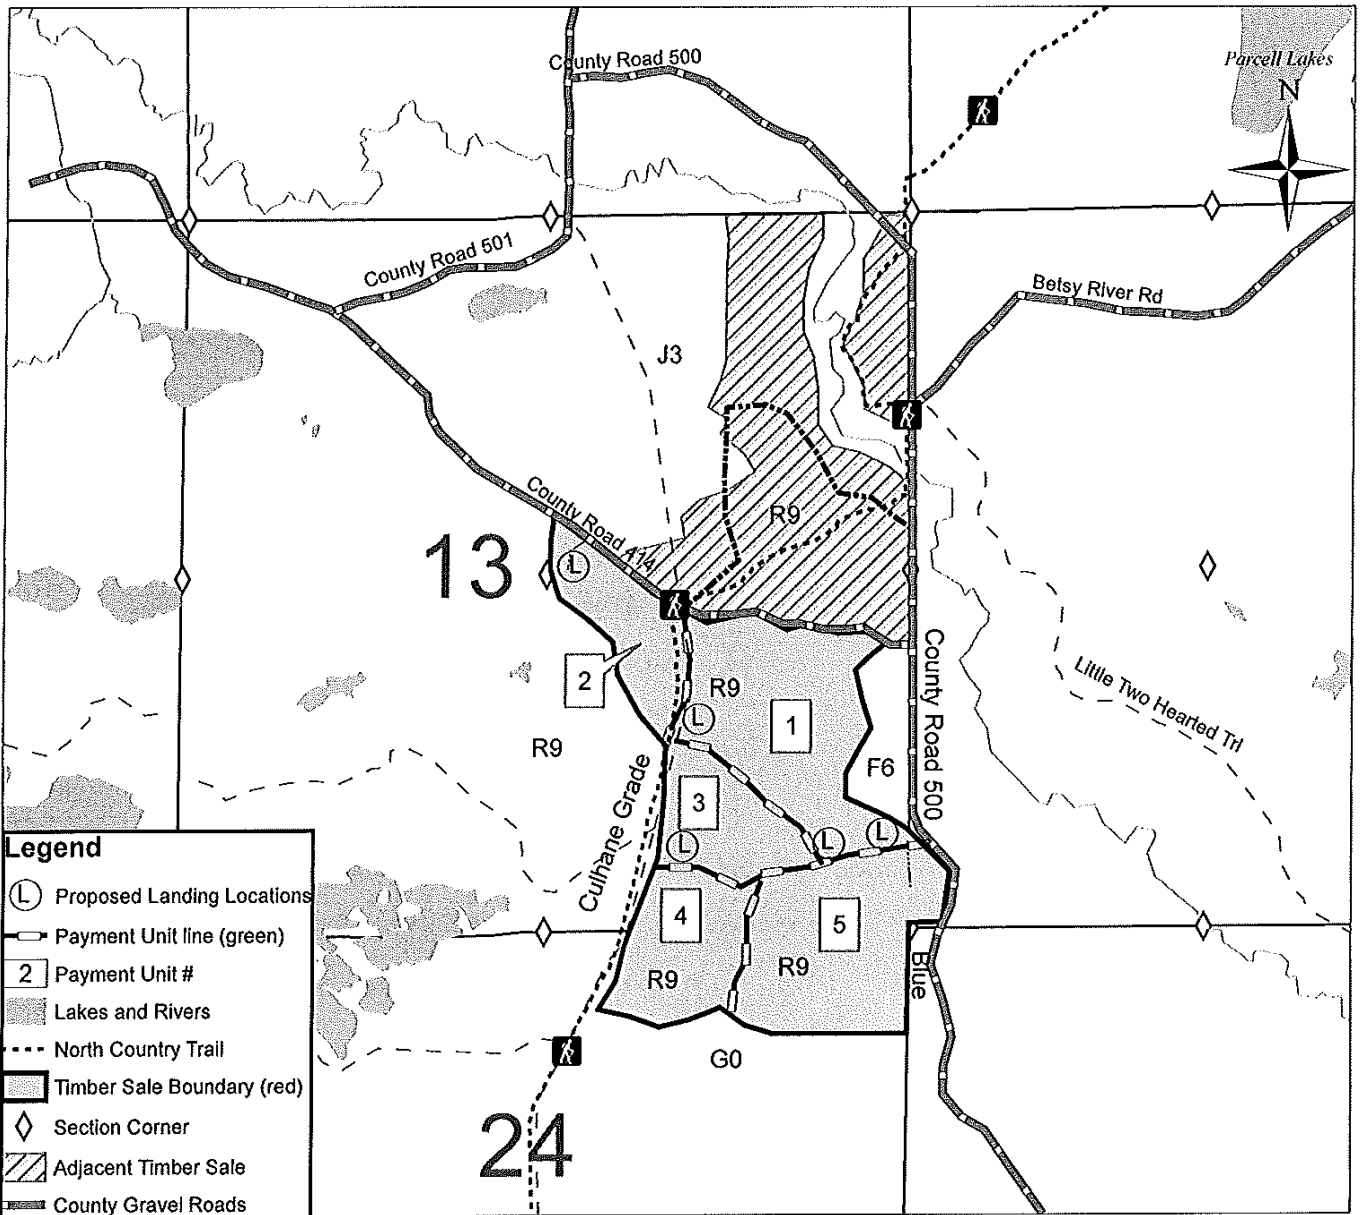 County Road 500
Parcell Lakes
N
County Road 501
Betsy River Rd
J3
County Road 414
R9
13
L
2
R9
L
1
Little Two Hearted Trl
R9
F6
County Road 500
Culhane Grade
3
L
L
L
4
5
R9
R9
Blue
G0
24
Legend
L Proposed Landing Locations
Payment Unit line (green)
2 Payment Unit #
Lakes and Rivers
North Country Trail
Timber Sale Boundary (red)
Section Corner
Adjacent Timber Sale
County Gravel Roads